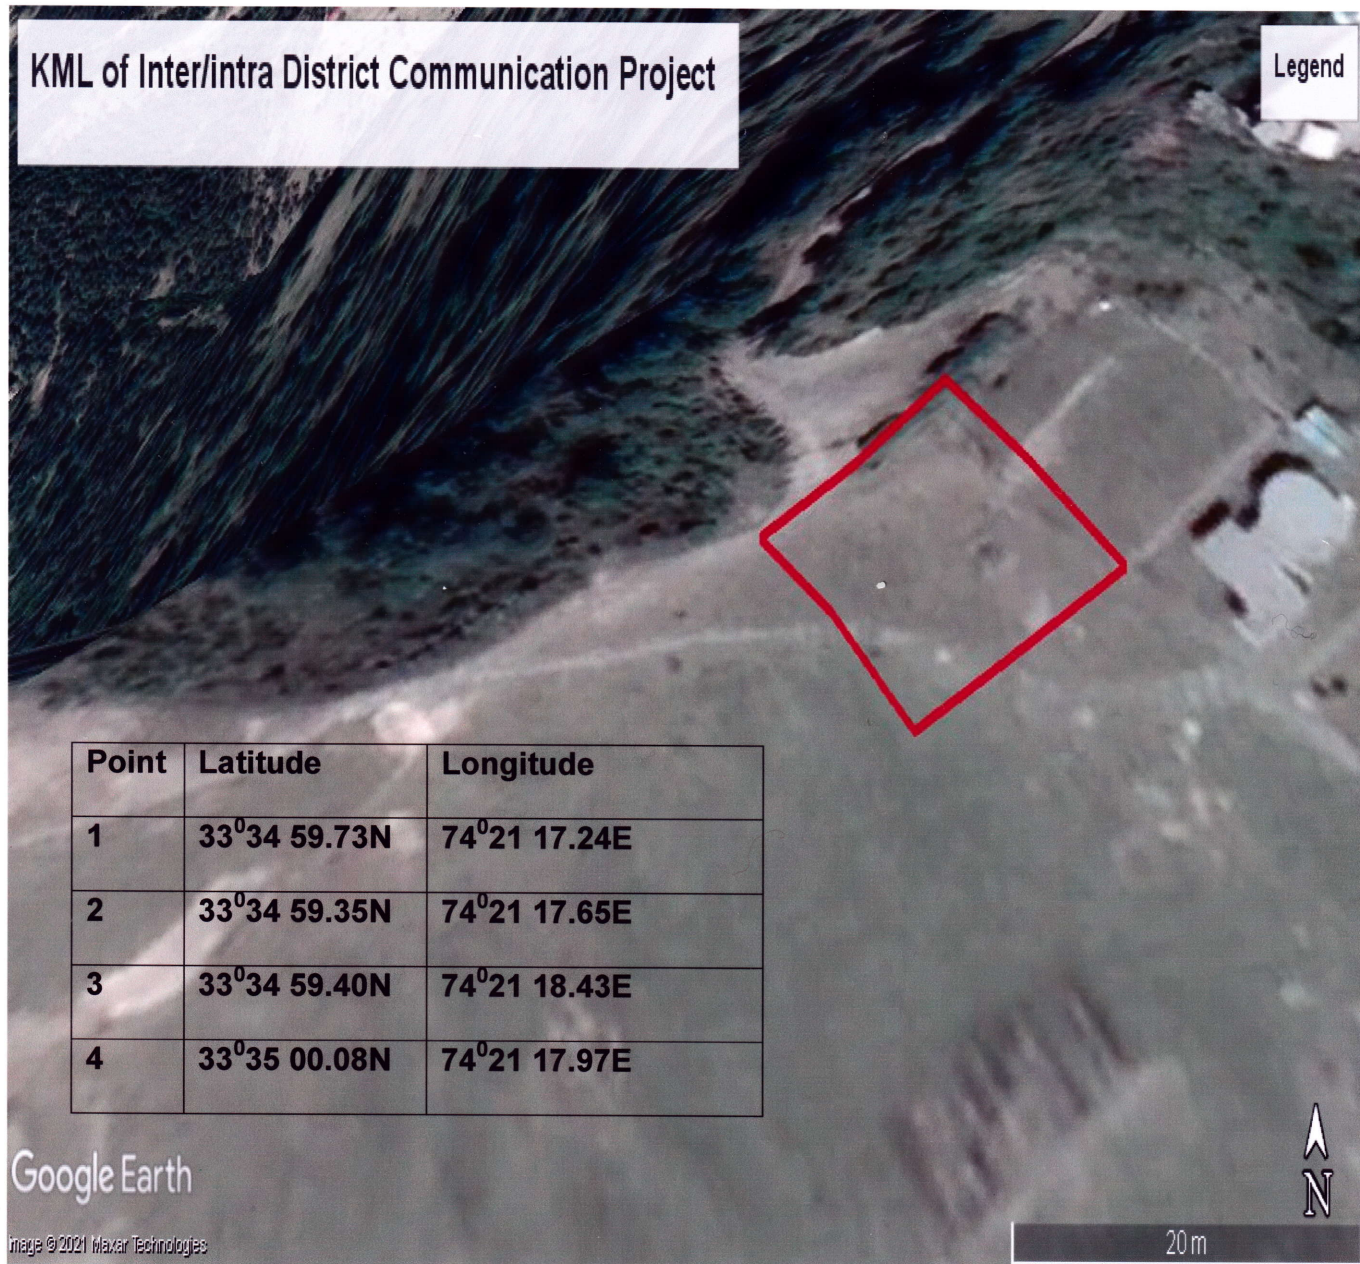 KML of Inter/intra District Communication Project
Legend
Point Latitude Longitude
1 33⁰34 59.73N 74⁰21 17.24E
2 33⁰34 59.35N 74⁰21 17.65E
3 33⁰34 59.40N 74⁰21 18.43E
4 33⁰35 00.08N 74⁰21 17.97E
Google Earth
N
Image © 2021 Maxar Technologies
20 m